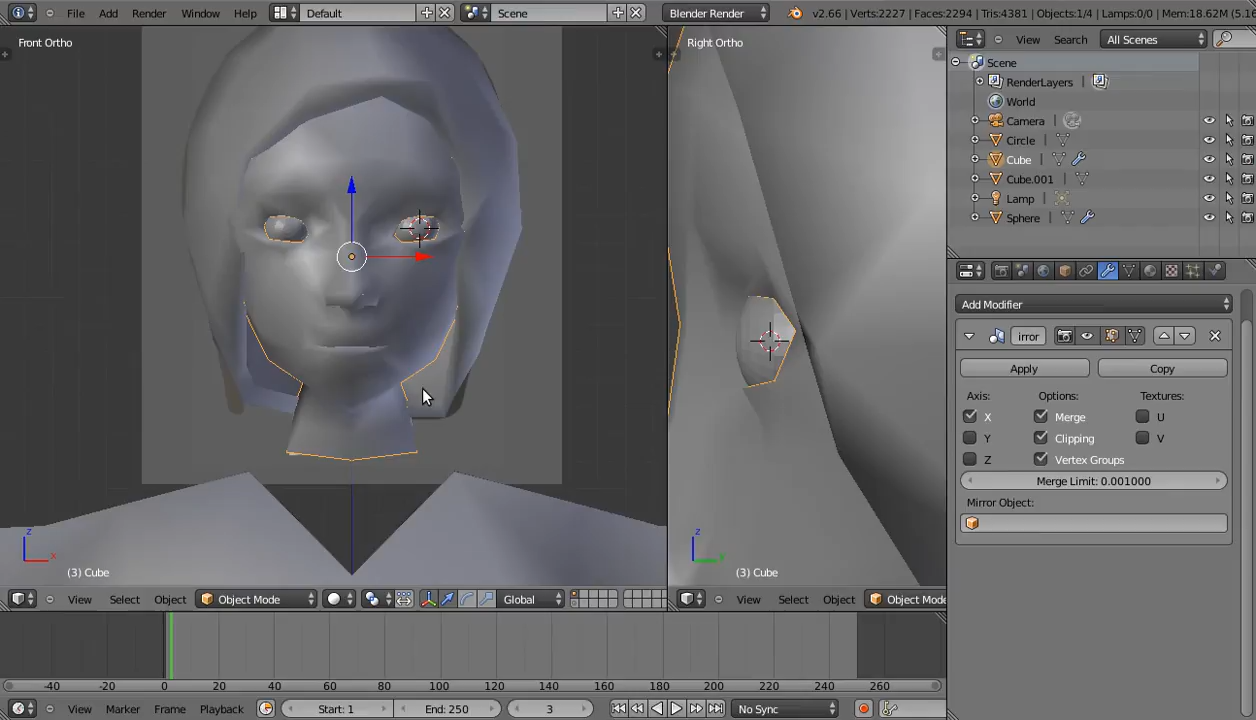 File Add Render Window Help Default Scene Blender Render v2.66 | Verts:2227 | Faces:2294 | Tris:4381 | Objects:1/4 | Lamps:0/0 | Mem:18.62M (5.16
Front Ortho
Right Ortho
View Search All Scenes
Scene
RenderLayers
World
Camera
Circle
Cube
Cube.001
Lamp
Sphere
Add Modifier
irror
Apply Copy
Axis: Options: Textures:
X Merge U
Y Clipping V
Z Vertex Groups
Merge Limit: 0.001000
Mirror Object:
z
x
z
(3) Cube
(3) Cube
View Select Object Object Mode Global
View Select Object Object Mode
-40 -20 0 20 40 60 80 100 120 140 160 180 200 220 240 260
View Marker Frame Playback Start: 1 End: 250 3 No Sync